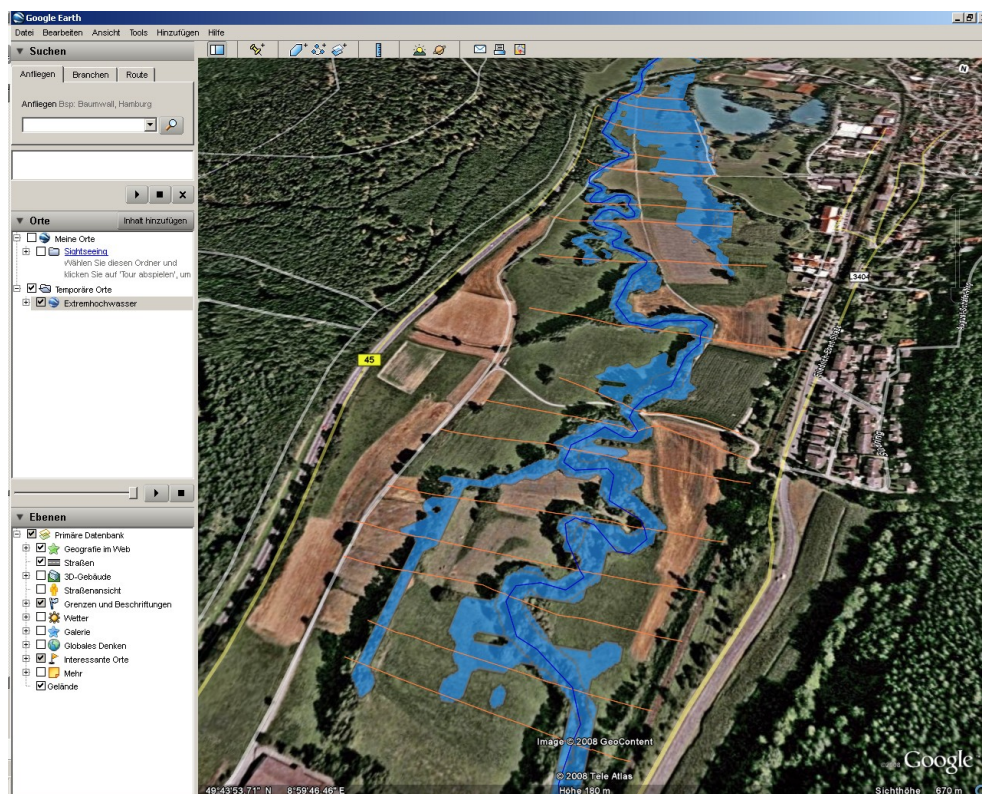 Google Earth
Datei Bearbeiten Ansicht Tools Hinzufügen Hilfe
Suchen
Anfliegen Branchen Route
Anfliegen Bsp: Baumwall, Hamburg
Orte Inhalt hinzufügen
Meine Orte
Sightseeing
Wählen Sie diesen Ordner und
klicken Sie auf 'Tour abspielen', um
Temporäre Orte
Extremhochwasser
Ebenen
Primäre Datenbank
Geografie im Web
Straßen
3D-Gebäude
Straßenansicht
Grenzen und Beschriftungen
Wetter
Galerie
Globales Denken
Interessante Orte
Mehr
Gelände
N
L3404
45
Image © 2008 GeoContent
© 2008 Tele Atlas
Google
49°43'53.71" N 8°59'46.46" E
Höhe 180 m
Sichthöhe 670 m